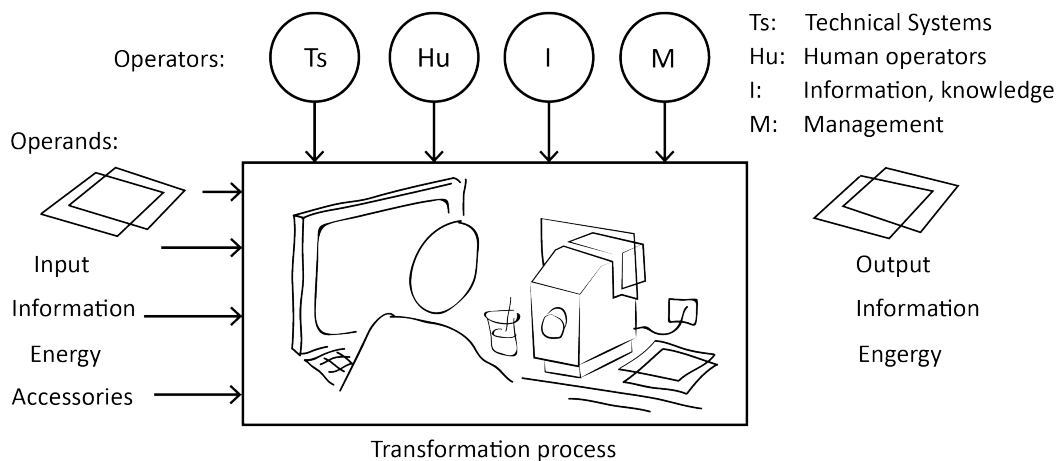 Operators:
Ts
Hu
I
M
Ts: Technical Systems
Hu: Human operators
I: Information, knowledge
M: Management
Operands:
Input
Information
Energy
Accessories
Output
Information
Engergy
Transformation process